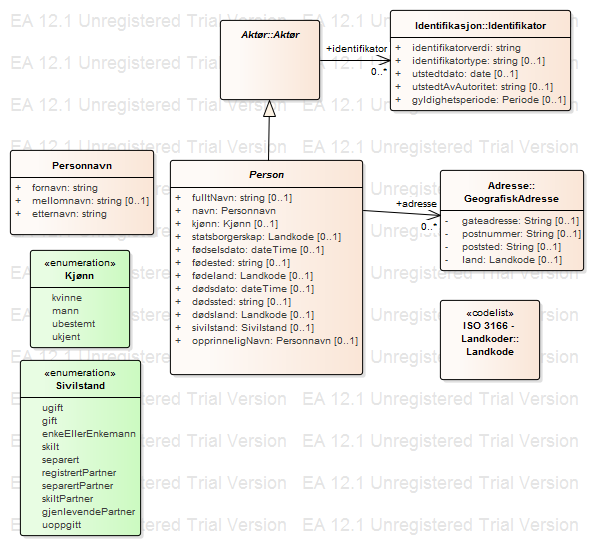 EA 12.1 Unregistered Trial Version EA 12.1 Unregistered Trial Version
Aktør::Aktør
+identifikator
0..*
Identifikasjon::Identifikator
+ identifikatorverdi: string
+ identifikatortype: string [0..1]
+ utstedtdato: date [0..1]
+ utstedtAvAutoritet: string [0..1]
+ gyldighetsperiode: Periode [0..1]
Personnavn
+ fornavn: string
+ mellomnavn: string [0..1]
+ etternavn: string
Person
+ fulltNavn: string [0..1]
+ navn: Personnavn
+ kjønn: Kjønn [0..1]
+ statsborgerskap: Landkode [0..1]
+ fødselsdato: dateTime [0..1]
+ fødested: string [0..1]
+ fødeland: Landkode [0..1]
+ dødsdato: dateTime [0..1]
+ dødssted: string [0..1]
+ dødsland: Landkode [0..1]
+ sivilstand: Sivilstand [0..1]
+ opprinneligNavn: Personnavn [0..1]
+adresse
0..*
Adresse::
GeografiskAdresse
- gateadresse: String [0..1]
- postnummer: String [0..1]
- poststed: String [0..1]
- land: Landkode [0..1]
«enumeration»
Kjønn
kvinne
mann
ubestemt
ukjent
«codelist»
ISO 3166 -
Landkoder::
Landkode
«enumeration»
Sivilstand
ugift
gift
enkeEllerEnkemann
skilt
separert
registrertPartner
separertPartner
skiltPartner
gjenlevendePartner
uoppgitt